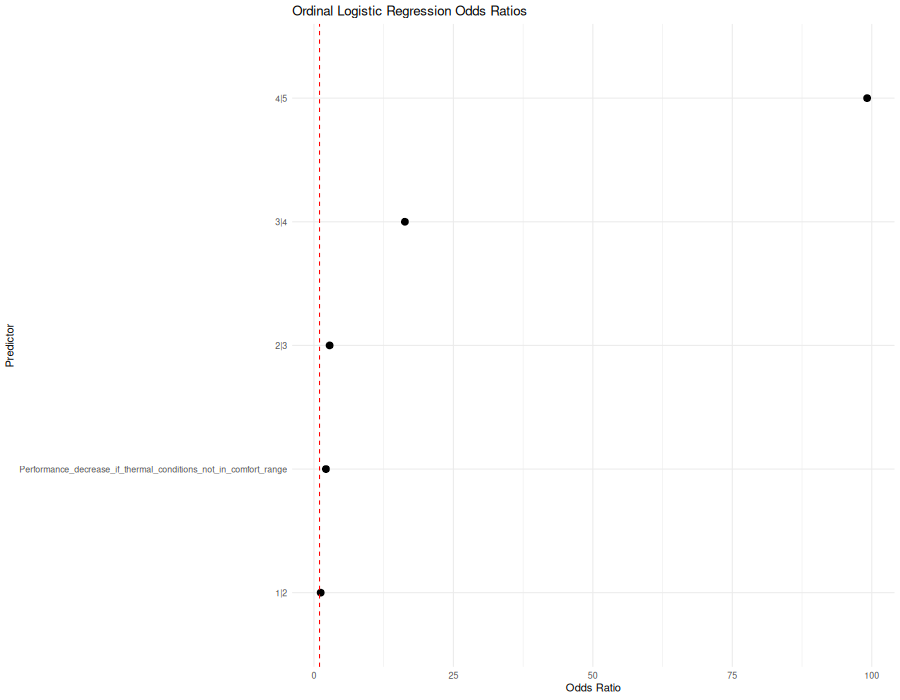 Ordinal Logistic Regression Odds Ratios
Predictor
4|5
3|4
2|3
Performance_decrease_if_thermal_conditions_not_in_comfort_range
1|2
0 25 50 75 100
Odds Ratio